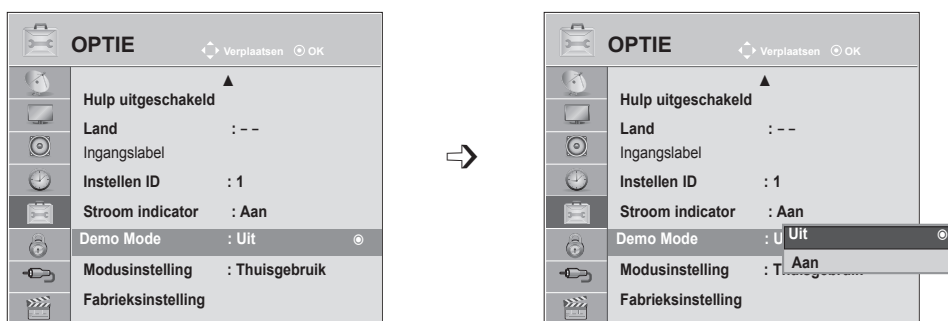 OPTIE
Verplaatsen OK
Hulp uitgeschakeld
Land : – –
Ingangslabel
Instellen ID : 1
Stroom indicator : Aan
Demo Mode : Uit
Modusinstelling : Thuisgebruik
Fabrieksinstelling
OPTIE
Verplaatsen OK
Hulp uitgeschakeld
Land : – –
Ingangslabel
Instellen ID : 1
Stroom indicator : Aan
Demo Mode : U
Uit
Aan
Modusinstelling : Thuisgebruik
Fabrieksinstelling